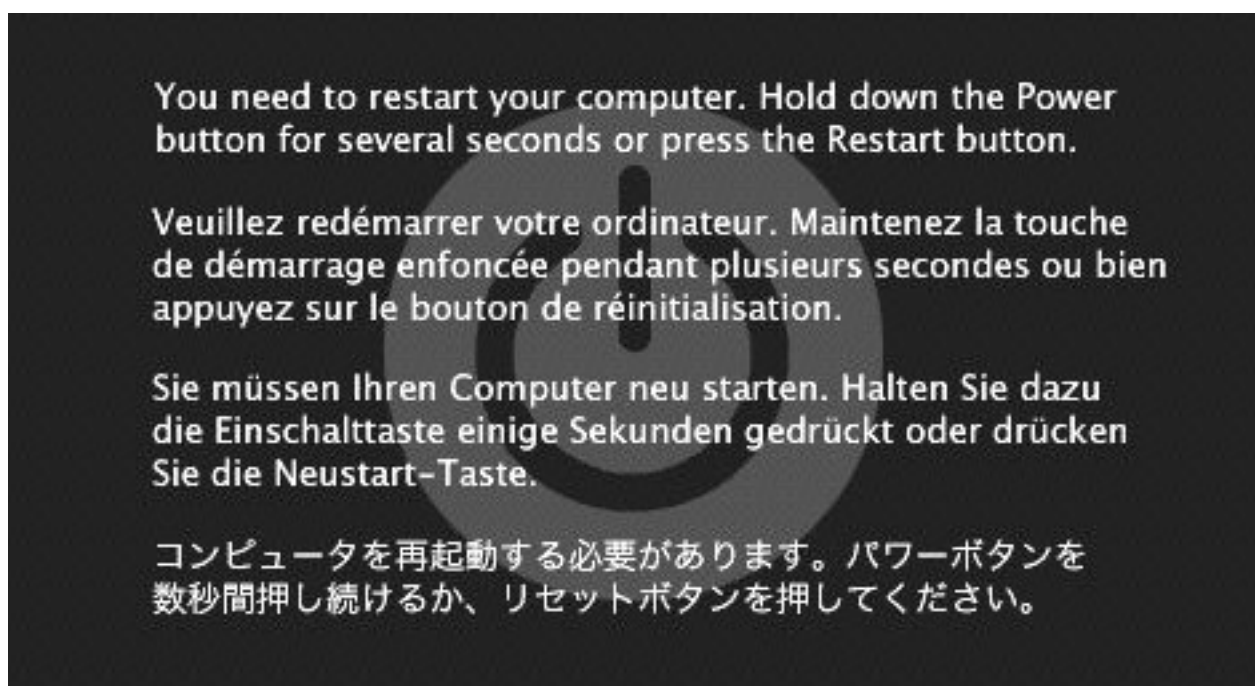 You need to restart your computer. Hold down the Power
button for several seconds or press the Restart button.
Veuillez redémarrer votre ordinateur. Maintenez la touche
de démarrage enfoncée pendant plusieurs secondes ou bien
appuyez sur le bouton de réinitialisation.
Sie müssen Ihren Computer neu starten. Halten Sie dazu
die Einschalttaste einige Sekunden gedrückt oder drücken
Sie die Neustart-Taste.
コンピュータを再起動する必要があります。パワーボタンを
数秒間押し続けるか、リセットボタンを押してください。